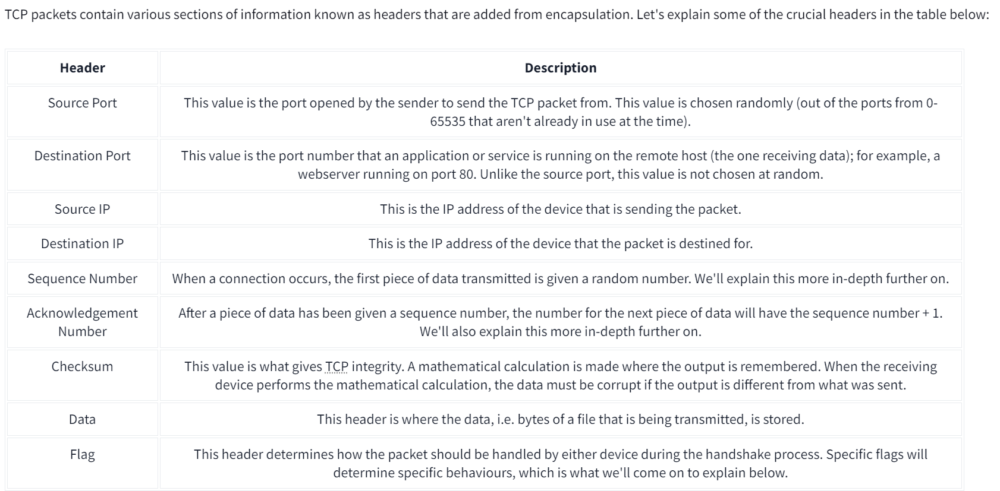 TCP packets contain various sections of information known as headers that are added from encapsulation. Let's explain some of the crucial headers in the table below:
Header
Description
Source Port
This value is the port opened by the sender to send the TCP packet from. This value is chosen randomly (out of the ports from 0-
65535 that aren't already in use at the time).
Destination Port
This value is the port number that an application or service is running on the remote host (the one receiving data); for example, a
webserver running on port 80. Unlike the source port, this value is not chosen at random.
Source IP
This is the IP address of the device that is sending the packet.
Destination IP
This is the IP address of the device that the packet is destined for.
Sequence Number
When a connection occurs, the first piece of data transmitted is given a random number. We'll explain this more in-depth further on.
Acknowledgement
Number
After a piece of data has been given a sequence number, the number for the next piece of data will have the sequence number + 1.
We'll also explain this more in-depth further on.
Checksum
This value is what gives TCP integrity. A mathematical calculation is made where the output is remembered. When the receiving
device performs the mathematical calculation, the data must be corrupt if the output is different from what was sent.
Data
This header is where the data, i.e. bytes of a file that is being transmitted, is stored.
Flag
This header determines how the packet should be handled by either device during the handshake process. Specific flags will
determine specific behaviours, which is what we'll come on to explain below.